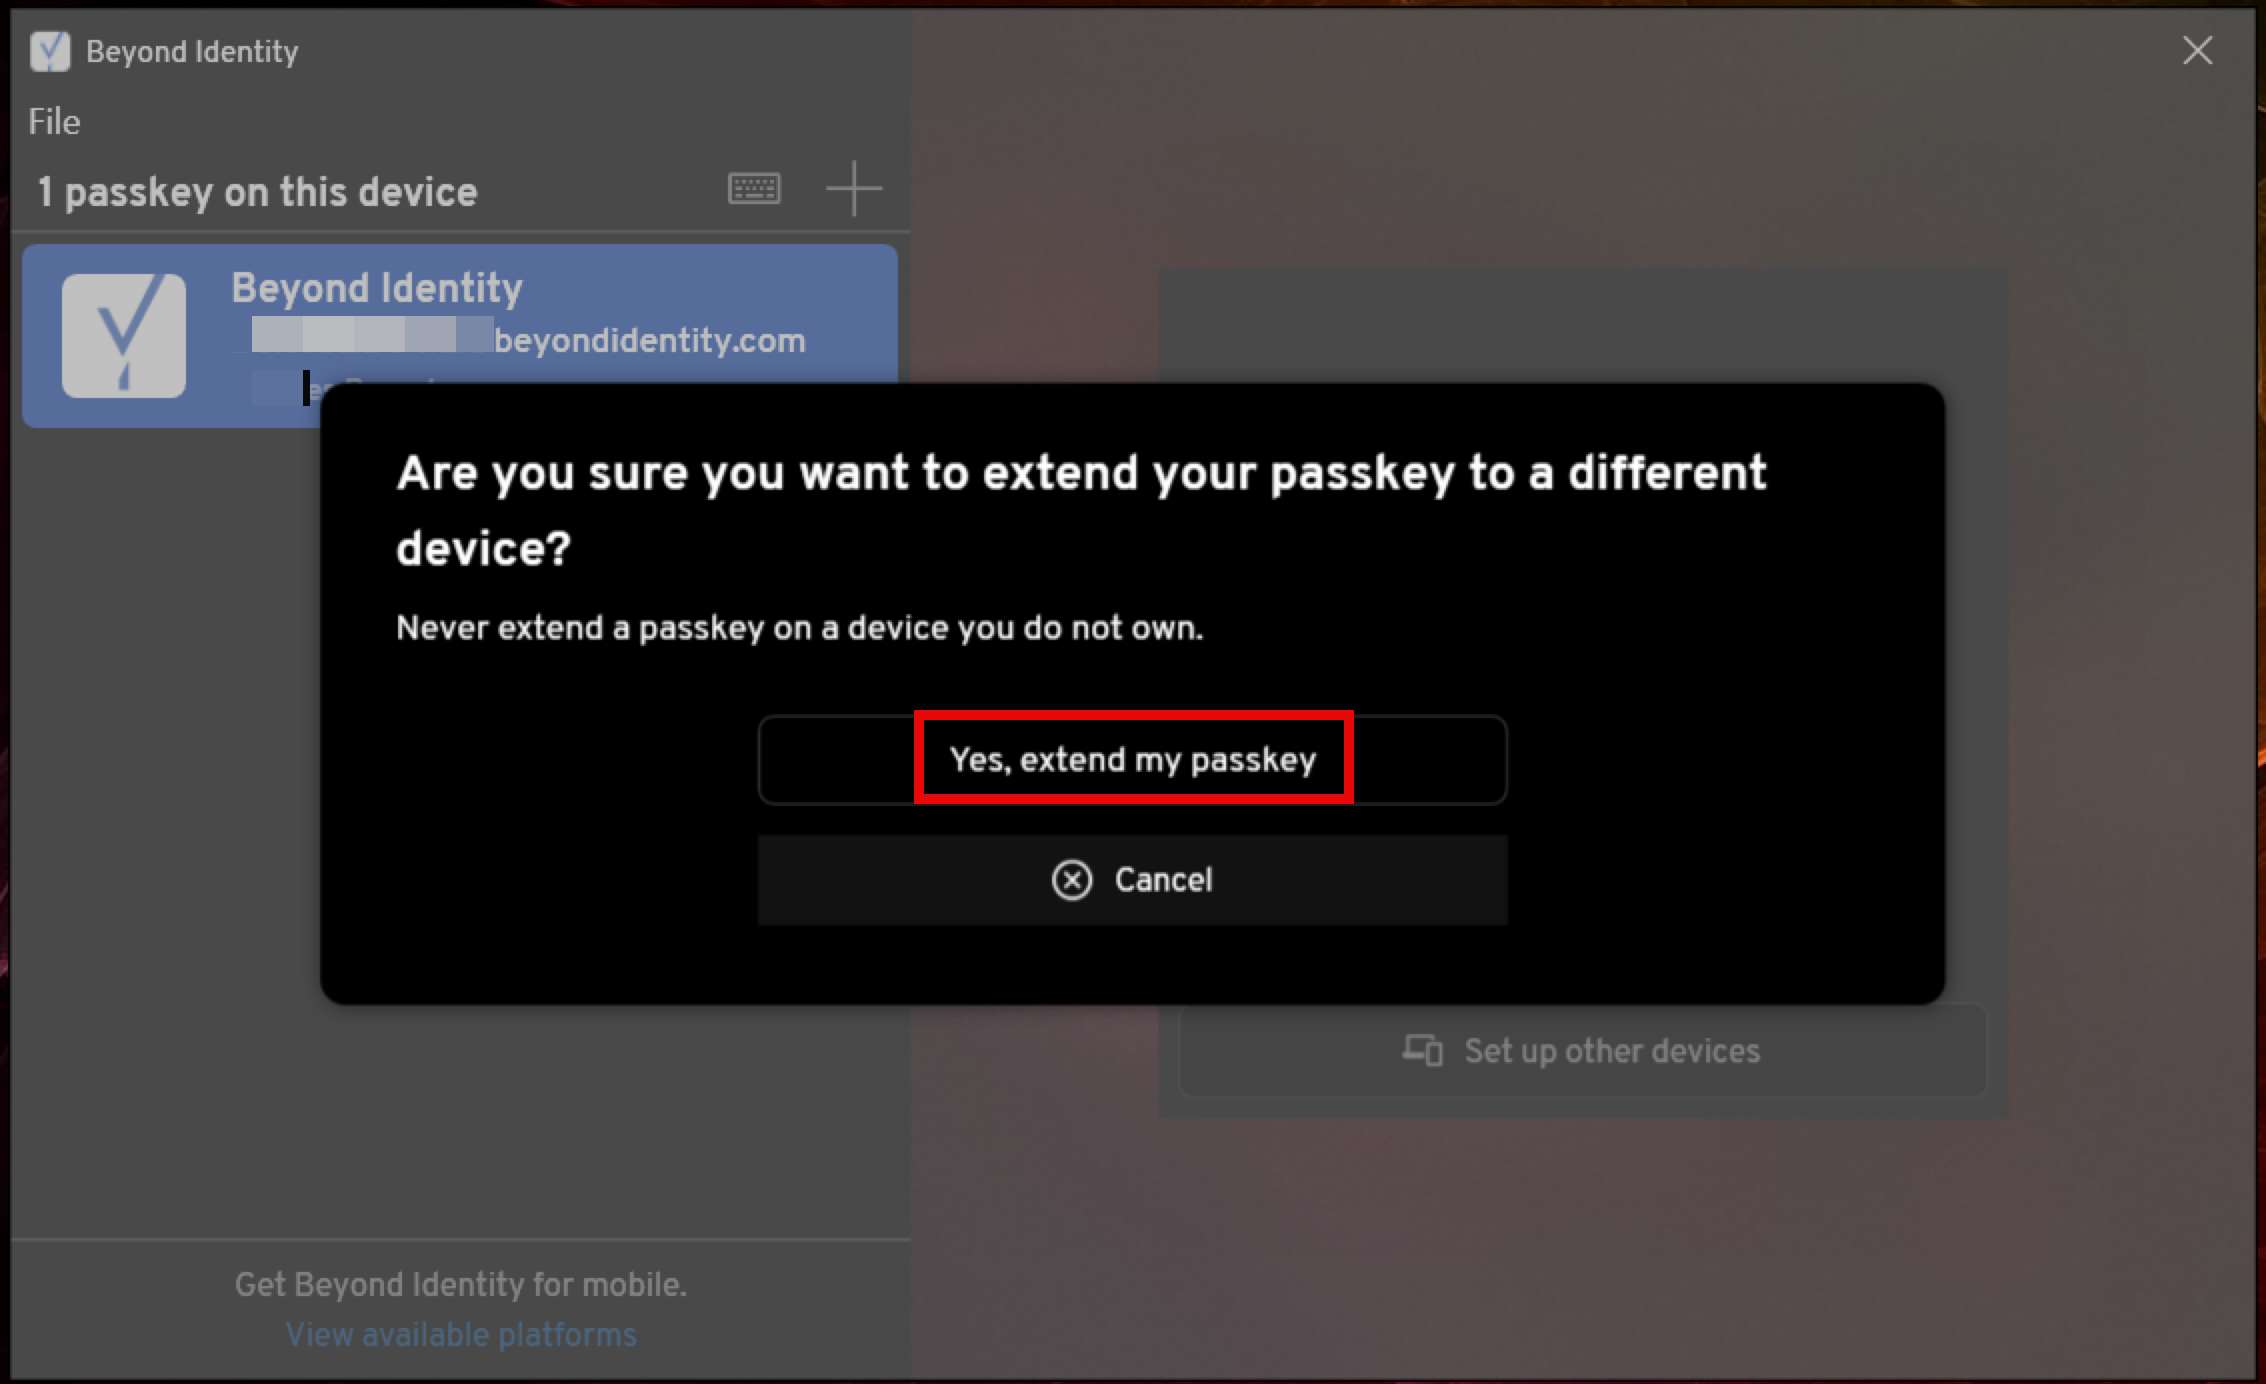 Beyond Identity
File
1 passkey on this device
Beyond Identity
beyondidentity.com
Are you sure you want to extend your passkey to a different
device?
Never extend a passkey on a device you do not own.
Yes, extend my passkey
Cancel
Set up other devices
Get Beyond Identity for mobile.
View available platforms